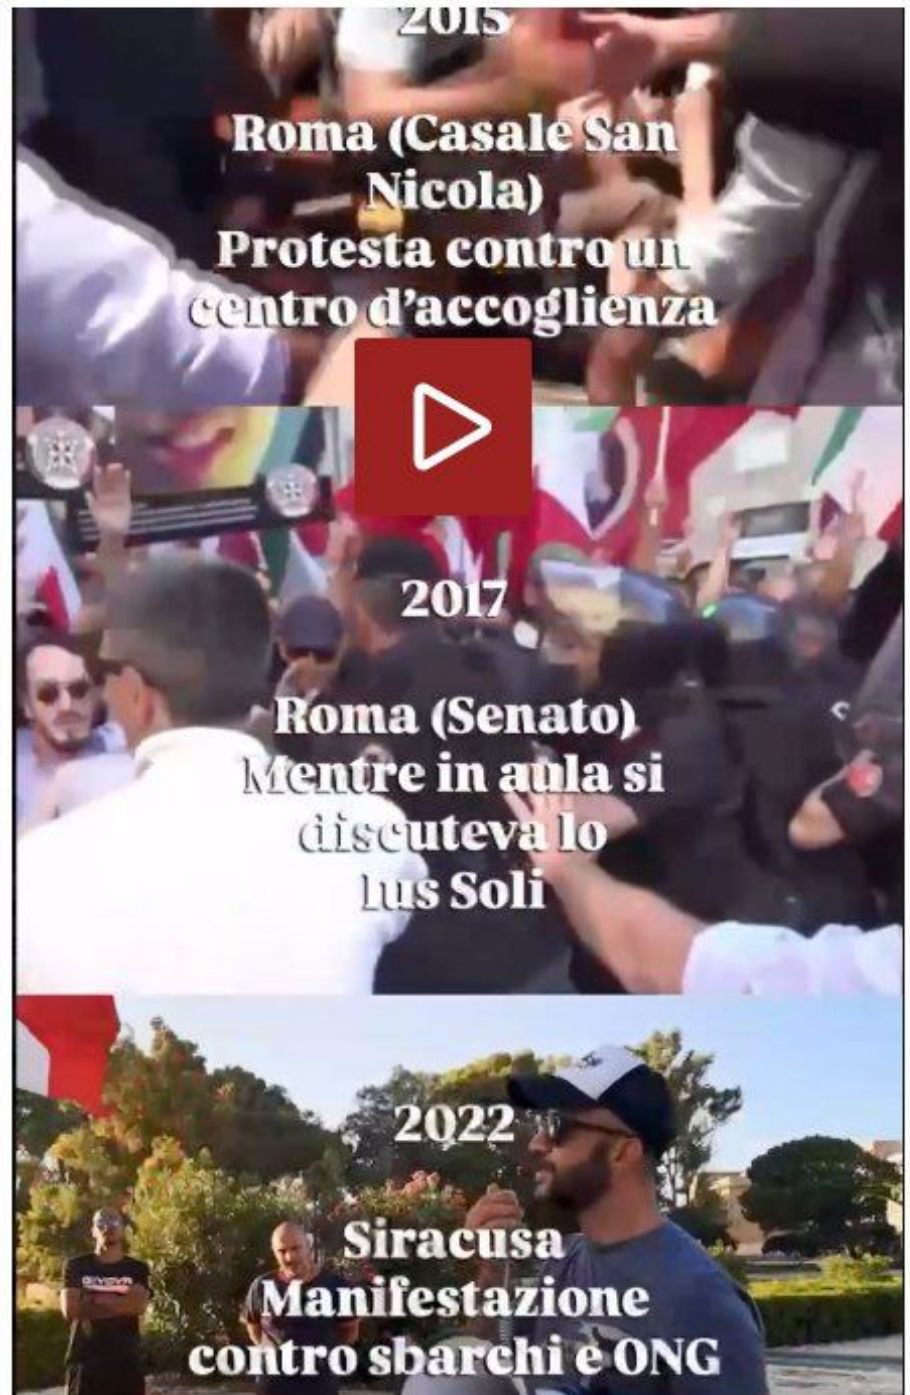 2015
Roma (Casale San
Nicola)
Protesta contro un
centro d'accoglienza
2017
Roma (Senato)
Mentre in aula si
discuteva lo
Ius Soli
2022
Siracusa
Manifestazione
contro sbarchi e ONG